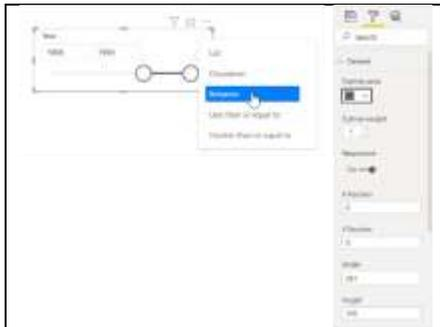 Year
List
Dropdown
Between
Less than or equal to
Greater than or equal to
Search
General
Outline color
Outline weight
Responsive
On
X Position
Y Position
Width
Height